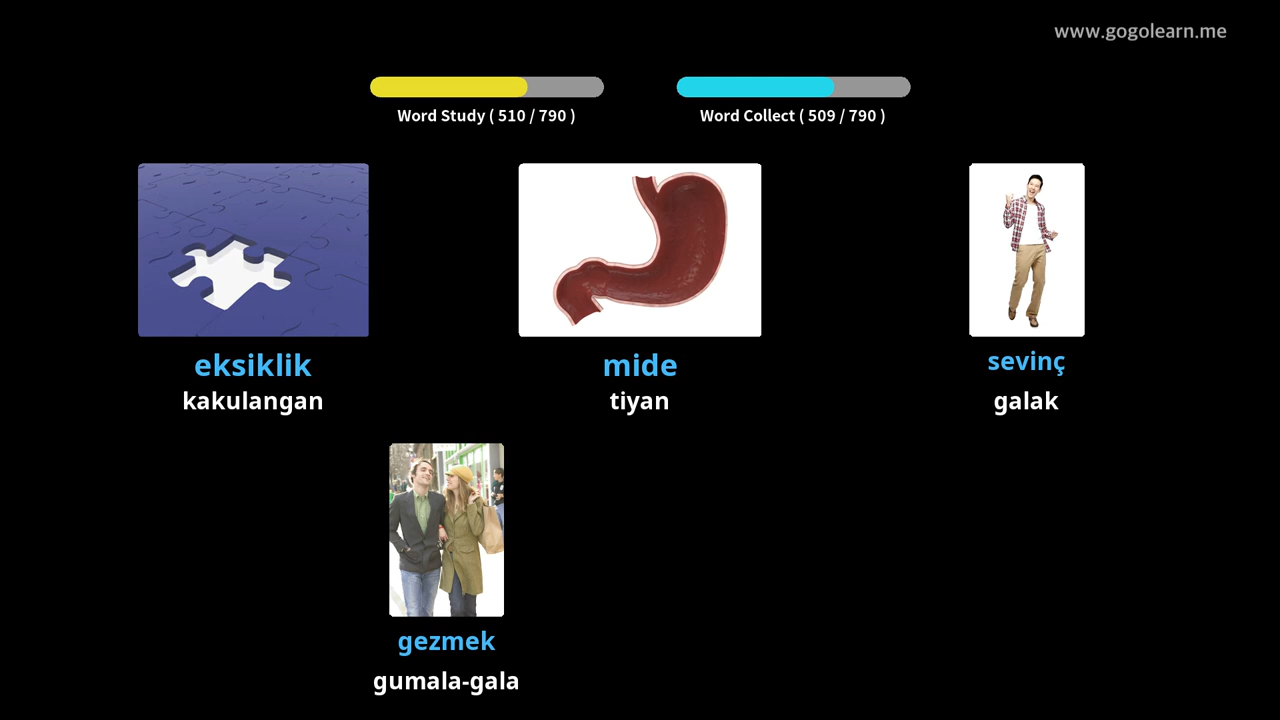 www.gogolearn.me
Word Study ( 510 / 790 )
Word Collect ( 509 / 790 )
eksiklik
kakulangan
mide
tiyan
sevinç
galak
gezmek
gumala-gala